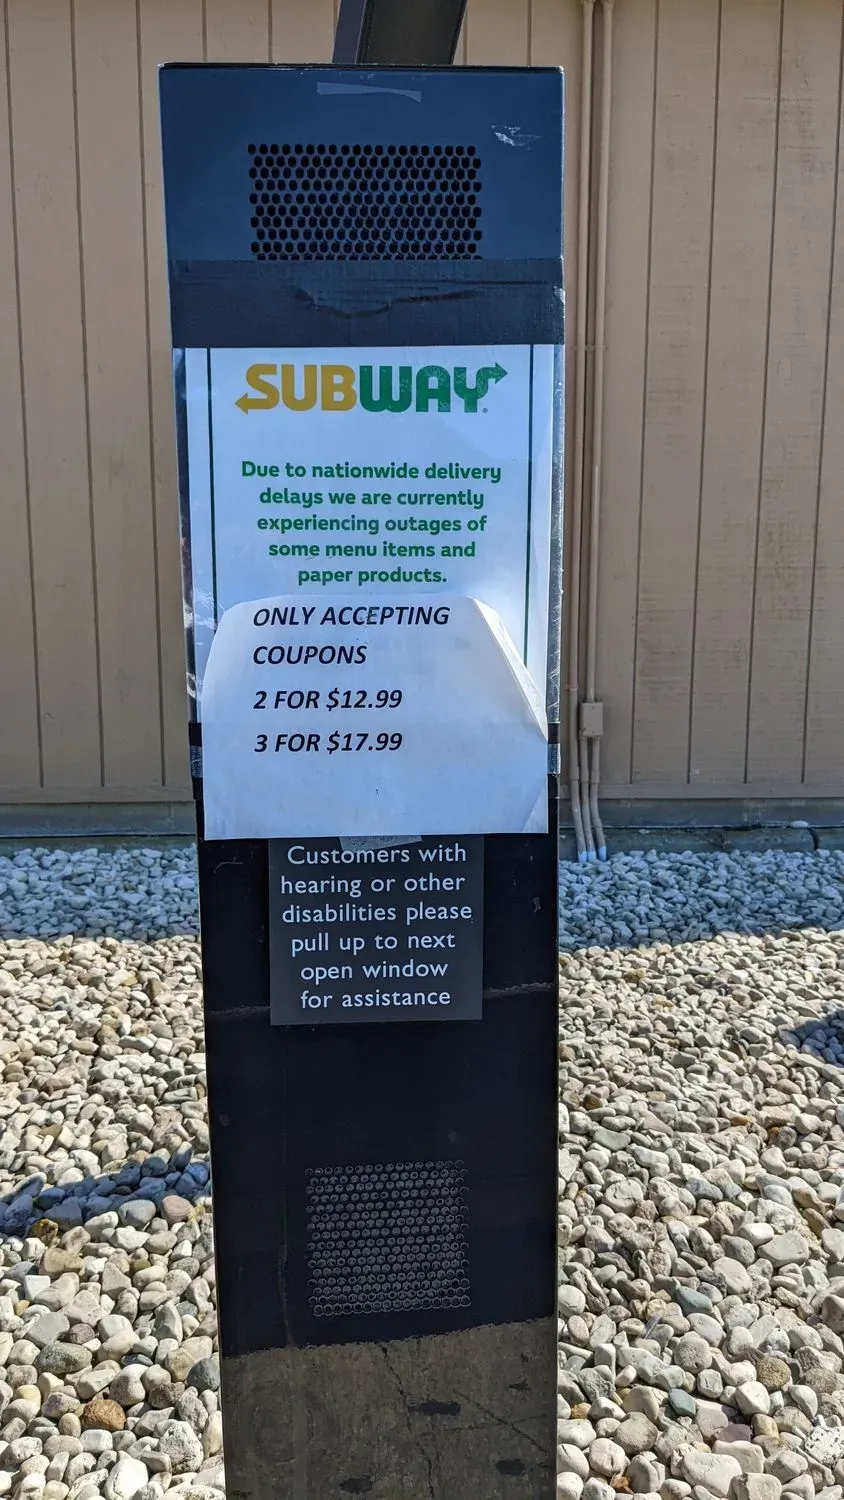 SUBWAY
Due to nationwide delivery
delays we are currently
experiencing outages of
some menu items and
paper products.
ONLY ACCEPTING
COUPONS
2 FOR $12.99
3 FOR $17.99
Customers with
hearing or other
disabilities please
pull up to next
open window
for assistance